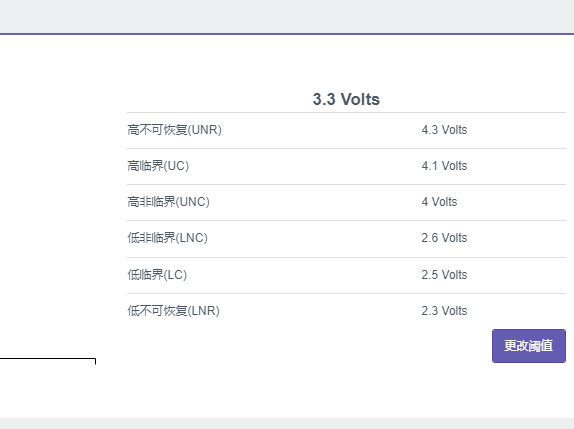 3.3 Volts
高不可恢复(UNR) 4.3 Volts
高临界(UC) 4.1 Volts
高非临界(UNC) 4 Volts
低非临界(LNC) 2.6 Volts
低临界(LC) 2.5 Volts
低不可恢复(LNR) 2.3 Volts
更改阈值